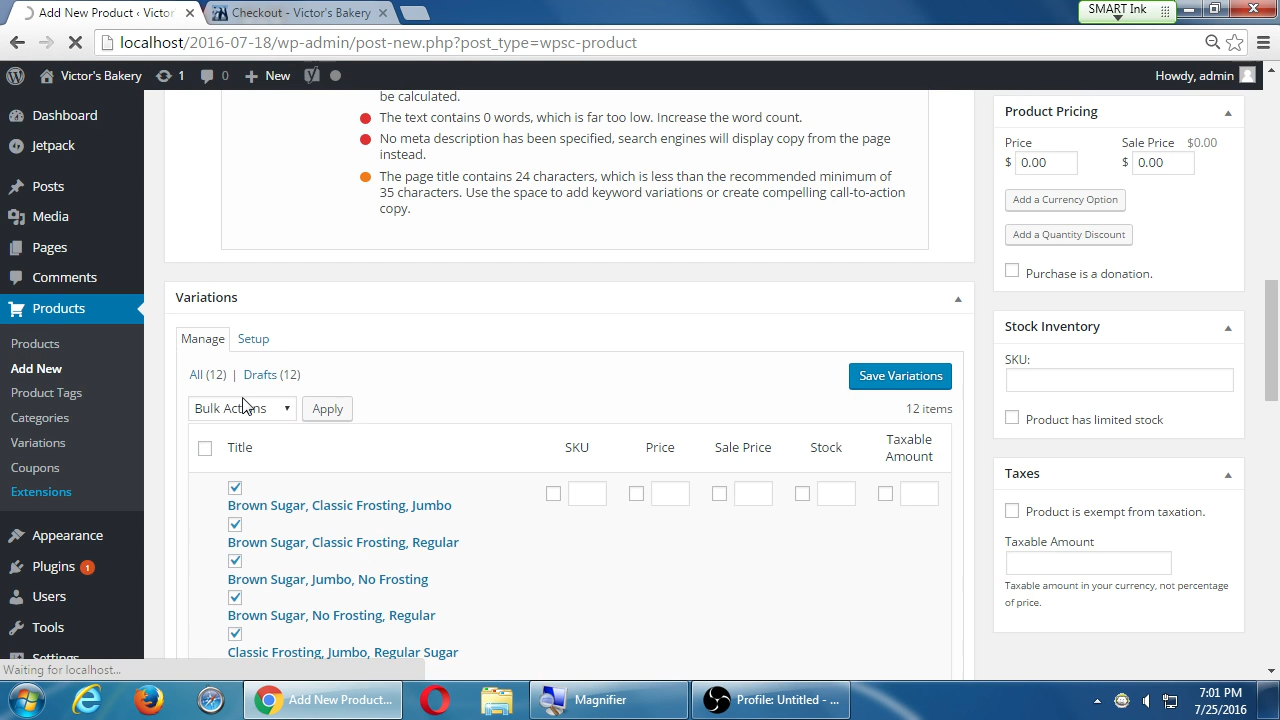 Add New Product ‹ Victor
Checkout - Victor's Bakery
SMART Ink
localhost/2016-07-18/wp-admin/post-new.php?post_type=wpsc-product
Victor's Bakery
1
0
New
Howdy, admin
Dashboard
Jetpack
Posts
Media
Pages
Comments
Products
Products
Add New
Product Tags
Categories
Variations
Coupons
Extensions
Appearance
Plugins 1
Users
Tools
Settings
be calculated.
The text contains 0 words, which is far too low. Increase the word count.
No meta description has been specified, search engines will display copy from the page
instead.
The page title contains 24 characters, which is less than the recommended minimum of
35 characters. Use the space to add keyword variations or create compelling call-to-action
copy.
Variations
Manage Setup
All (12) | Drafts (12)
Save Variations
Bulk Actions
Apply
12 items
Title SKU Price Sale Price Stock Taxable
Amount
Brown Sugar, Classic Frosting, Jumbo
Brown Sugar, Classic Frosting, Regular
Brown Sugar, Jumbo, No Frosting
Brown Sugar, No Frosting, Regular
Classic Frosting, Jumbo, Regular Sugar
Product Pricing
Price Sale Price $0.00
$ 0.00 $ 0.00
Add a Currency Option
Add a Quantity Discount
Purchase is a donation.
Stock Inventory
SKU:
Product has limited stock
Taxes
Product is exempt from taxation.
Taxable Amount
Taxable amount in your currency, not percentage
of price.
Waiting for localhost...
Add New Product...
Magnifier
Profile: Untitled - ...
7:01 PM
7/25/2016